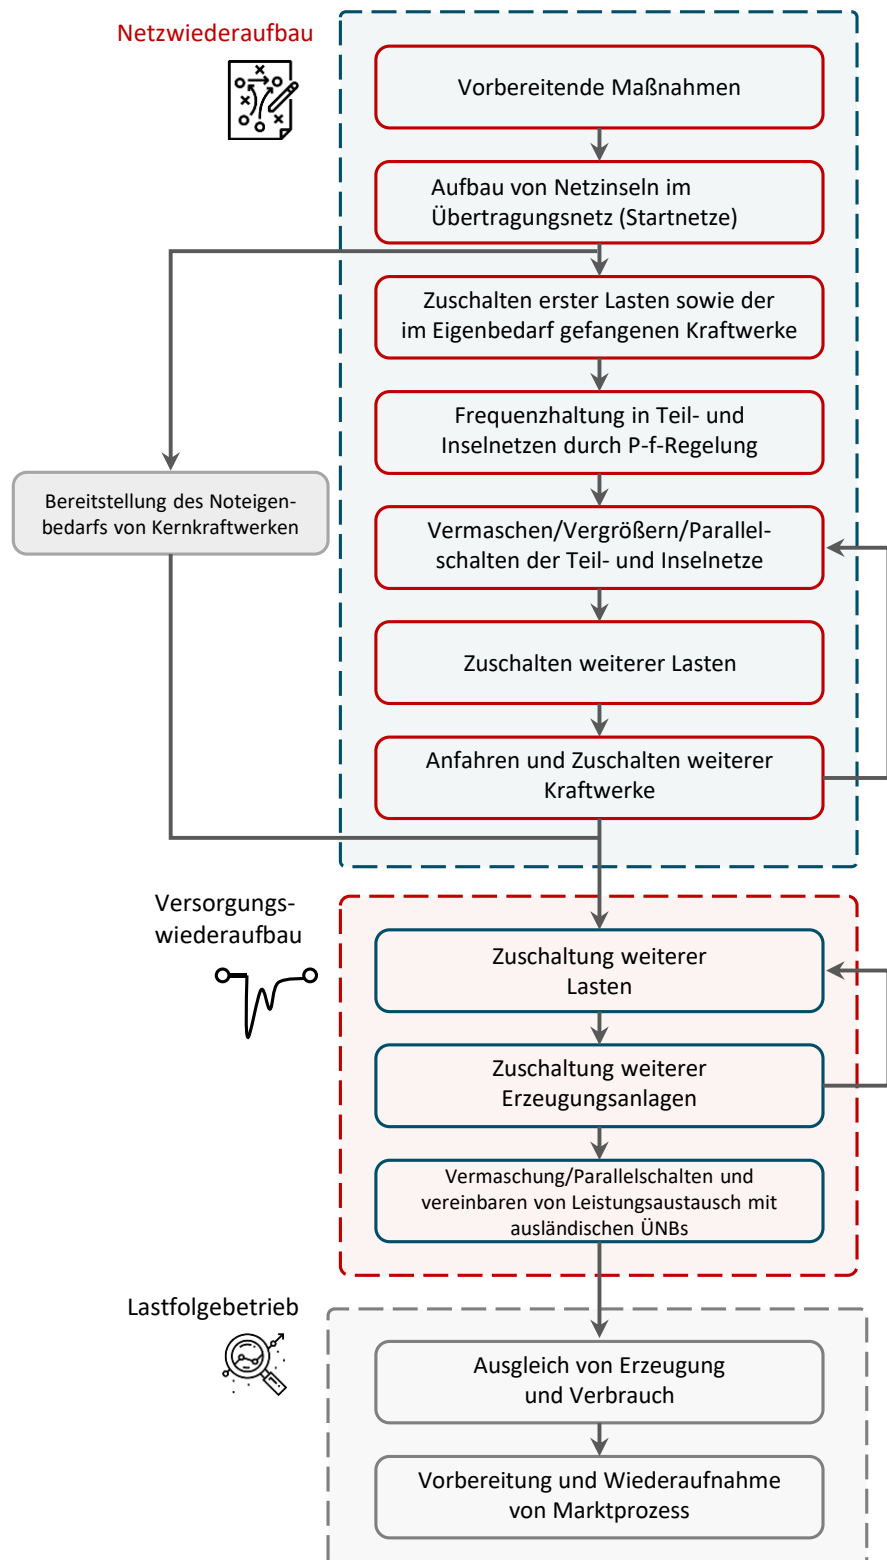 Netzwiederaufbau
Vorbereitende Maßnahmen
Aufbau von Netzinseln im
Übertragungsnetz (Startnetze)
Zuschalten erster Lasten sowie der
im Eigenbedarf gefangenen Kraftwerke
Frequenzhaltung in Teil- und
Inselnetzen durch P-f-Regelung
Bereitstellung des Noteigen-
bedarfs von Kernkraftwerken
Vermaschen/Vergrößern/Parallel-
schalten der Teil- und Inselnetze
Zuschalten weiterer Lasten
Anfahren und Zuschalten weiterer
Kraftwerke
Versorgungs-
wiederaufbau
Zuschaltung weiterer
Lasten
Zuschaltung weiterer
Erzeugungsanlagen
Vermaschung/Parallelschalten und
vereinbaren von Leistungsaustausch mit
ausländischen ÜNBs
Lastfolgebetrieb
Ausgleich von Erzeugung
und Verbrauch
Vorbereitung und Wiederaufnahme
von Marktprozess